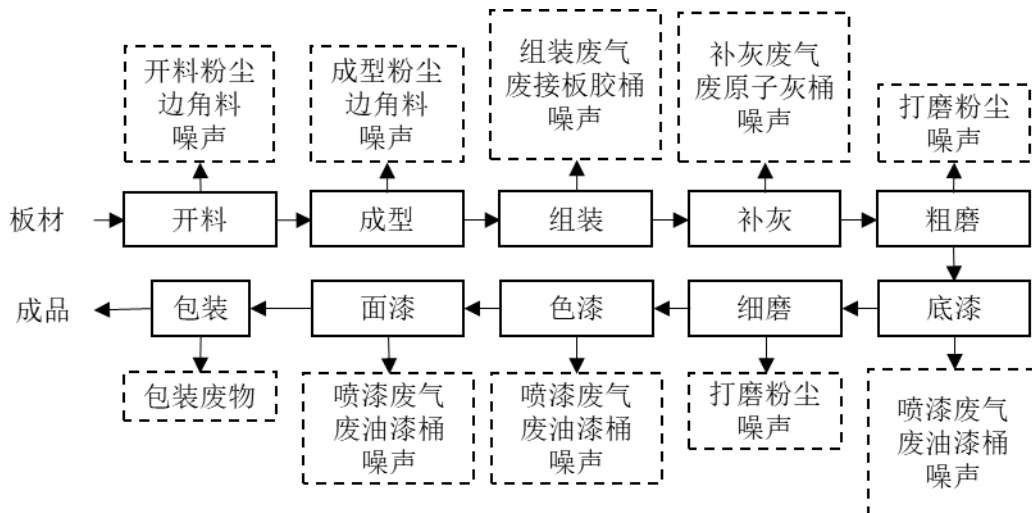 开料粉尘
边角料
噪声
成型粉尘
边角料
噪声
组装废气
废接板胶桶
噪声
补灰废气
废原子灰桶
噪声
打磨粉尘
噪声
板材
开料
成型
组装
补灰
粗磨
成品
包装
面漆
色漆
细磨
底漆
包装废物
喷漆废气
废油漆桶
噪声
喷漆废气
废油漆桶
噪声
打磨粉尘
噪声
喷漆废气
废油漆桶
噪声